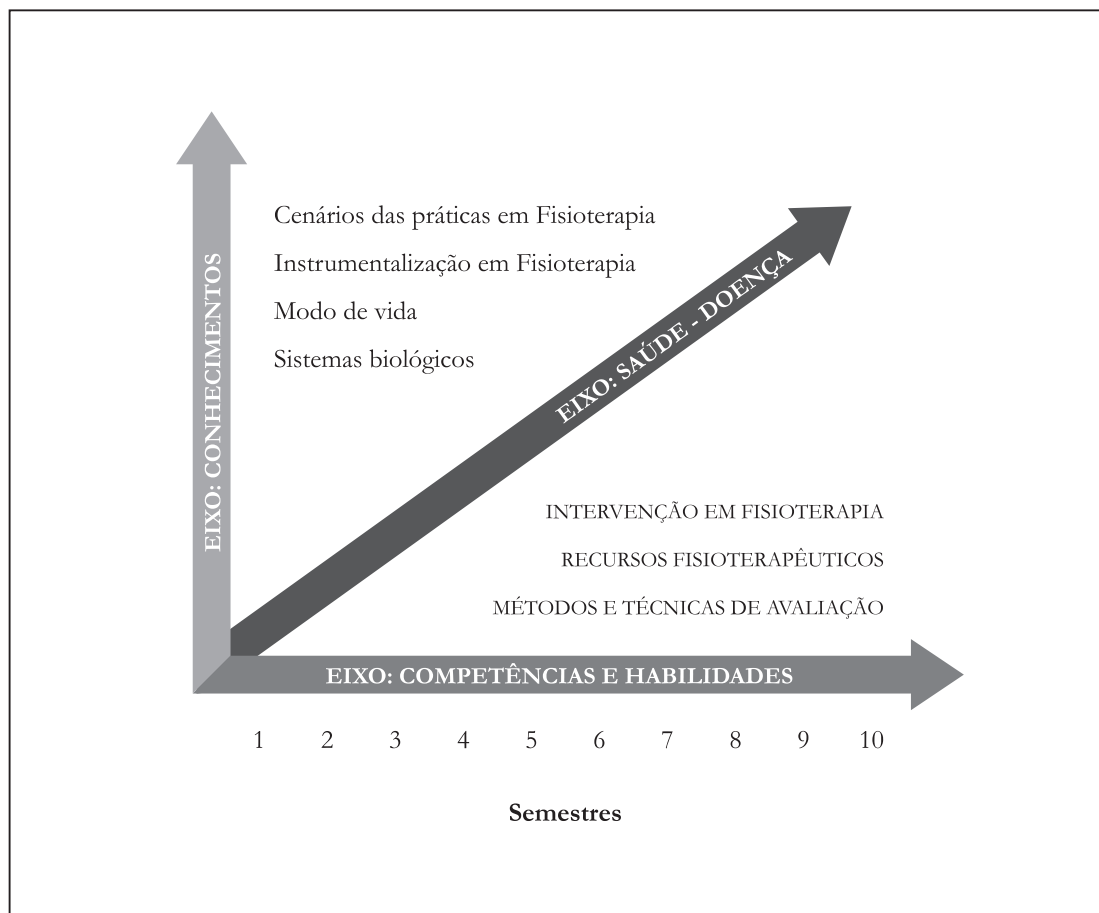 Cenários das práticas em Fisioterapia
Instrumentalização em Fisioterapia
Modo de vida
Sistemas biológicos
EIXO: CONHECIMENTOS
EIXO: SAÚDE - DOENÇA
INTERVENÇÃO EM FISIOTERAPIA
RECURSOS FISIOTERAPÊUTICOS
MÉTODOS E TÉCNICAS DE AVALIAÇÃO
EIXO: COMPETÊNCIAS E HABILIDADES
1 2 3 4 5 6 7 8 9 10
Semestres